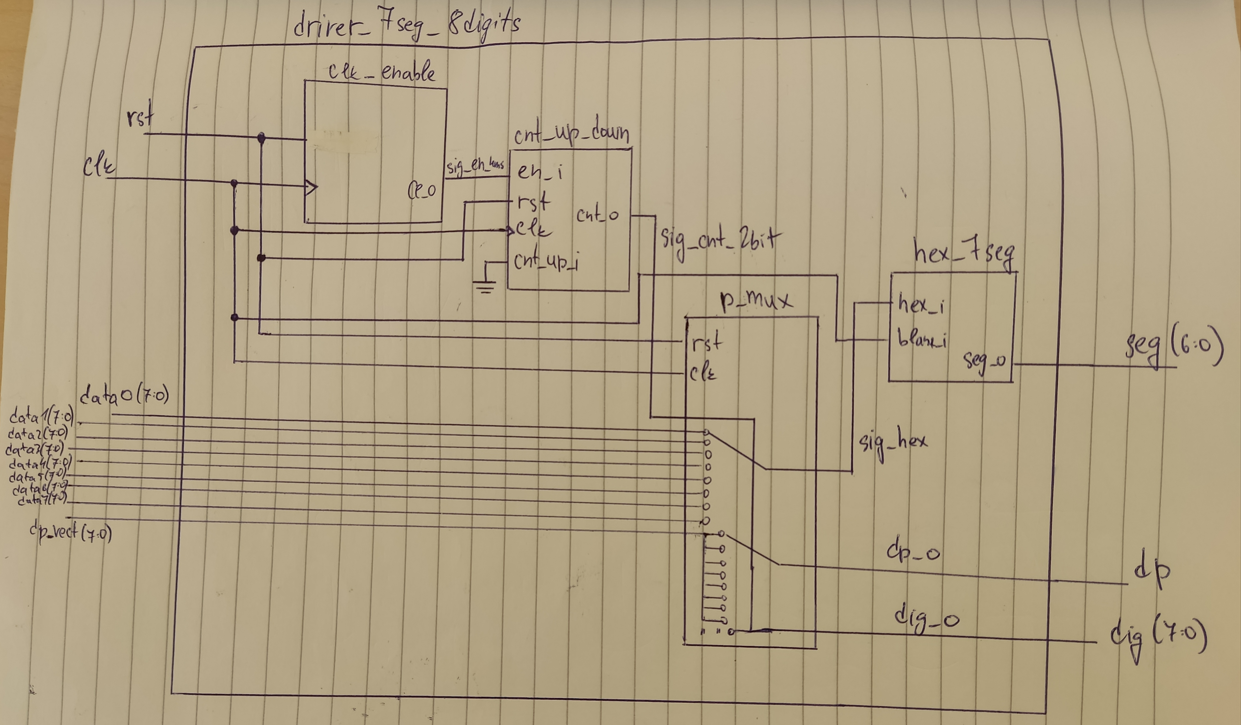 driver_7seg_8digits
clk_enable
rst
clk
ce_o
cnt_up_down
en_i
rst
clk
cnt_up_i
cnt_o
sig_cnt_2bit
hex_7seg
hex_i
blank_i
seg_o
seg(6:0)
p_mux
rst
clk
data0(7:0)
data1(7:0)
data2(7:0)
data3(7:0)
data4(7:0)
data5(7:0)
data6(7:0)
data7(7:0)
dp_vect(7:0)
sig_hex
dp_o
dp
dig_o
dig(7:0)